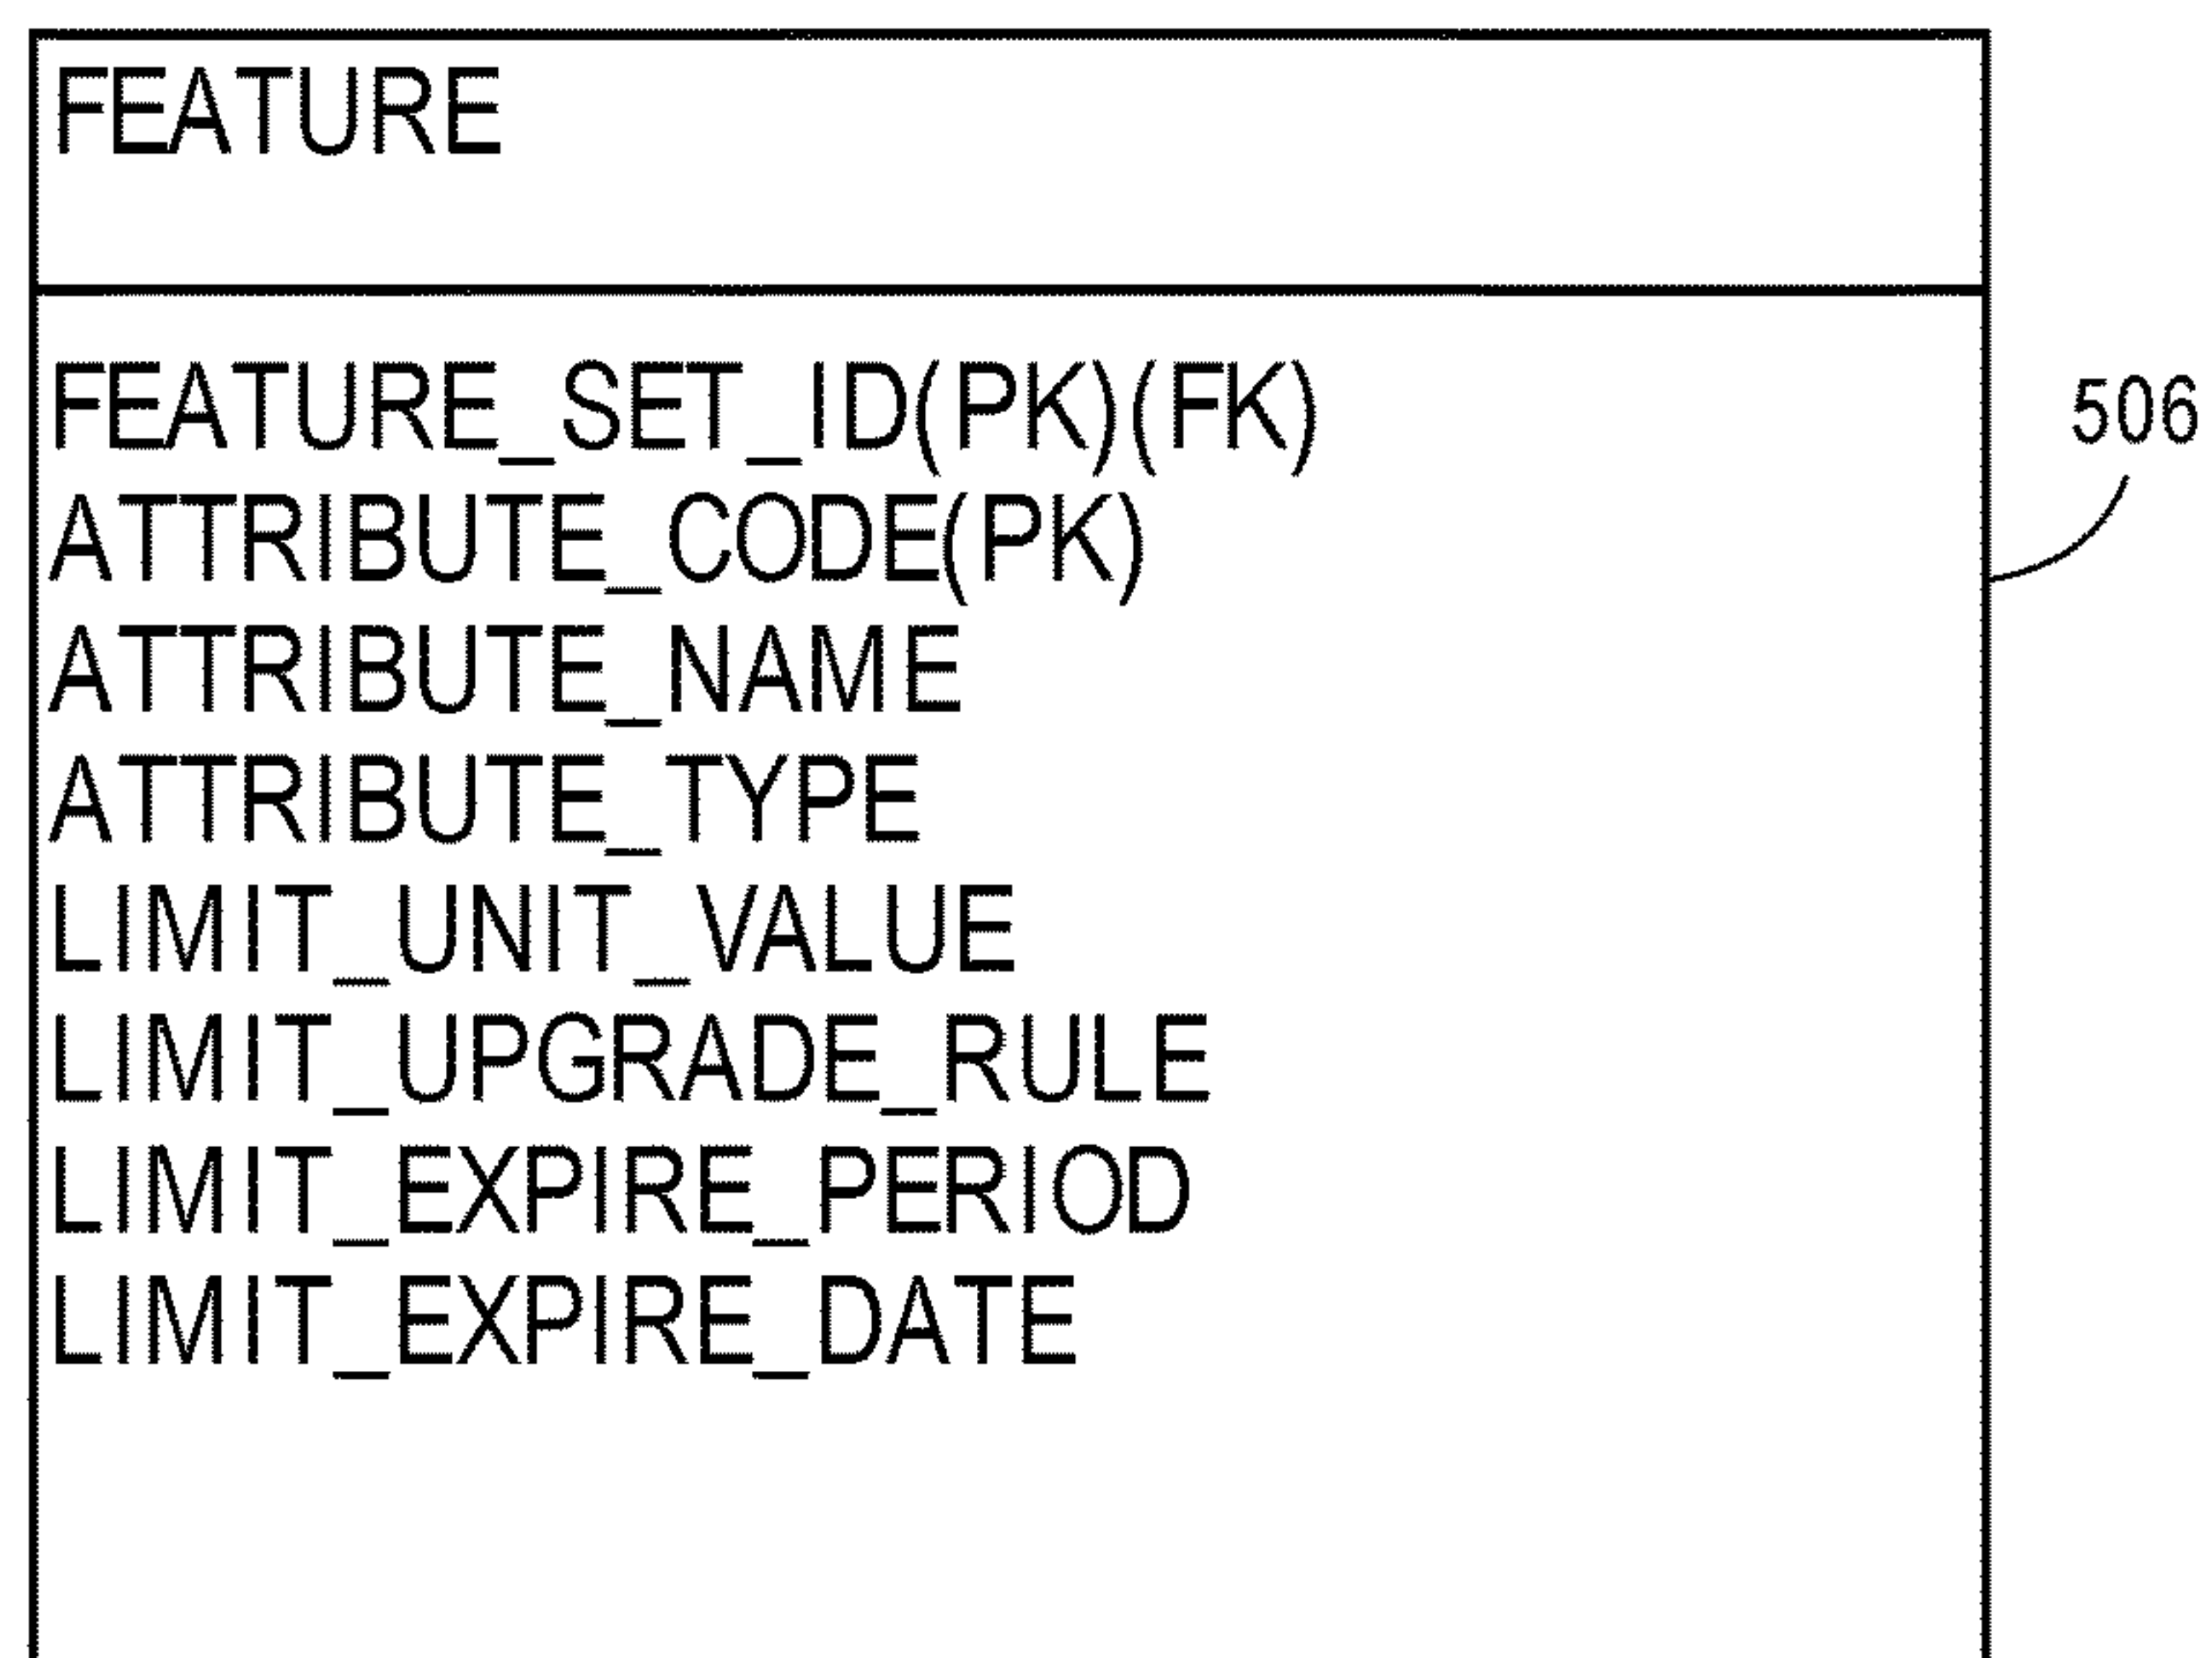 FEATURE
FEATURE_SET_ID(PK)(FK)
506
ATTRIBUTE_CODE(PK)
ATTRIBUTE_NAME
ATTRIBUTE_TYPE
LIMIT_UNIT_VALUE
LIMIT_UPGRADE_RULE
LIMIT_EXPIRE_PERIOD
LIMIT_EXPIRE_DATE